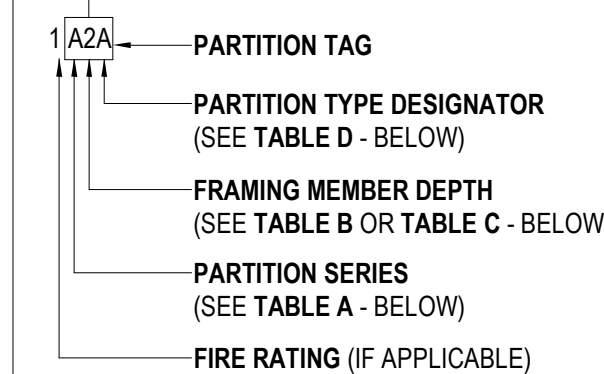 1 A2A PARTITION TAG
PARTITION TYPE DESIGNATOR
(SEE TABLE D - BELOW)
FRAMING MEMBER DEPTH
(SEE TABLE B OR TABLE C - BELOW
PARTITION SERIES
(SEE TABLE A - BELOW)
FIRE RATING (IF APPLICABLE)